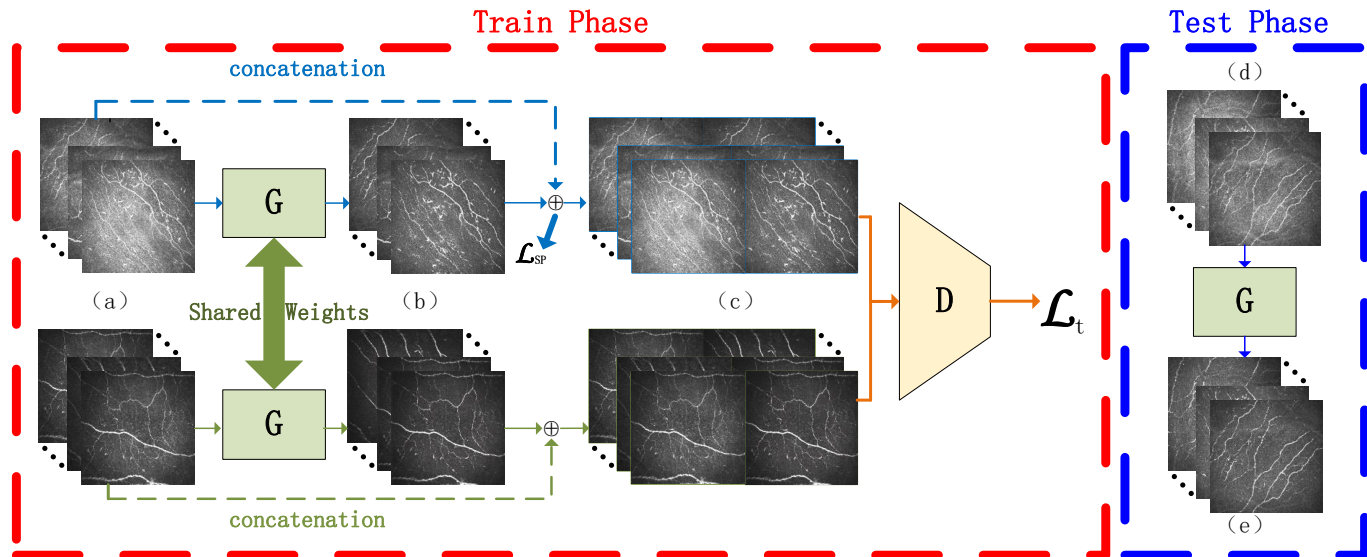 Train Phase
Test Phase
concatenation
(d)
G
G
ℒSP
(a)
(b)
(c)
D
ℒt
Shared Weights
G
concatenation
(e)